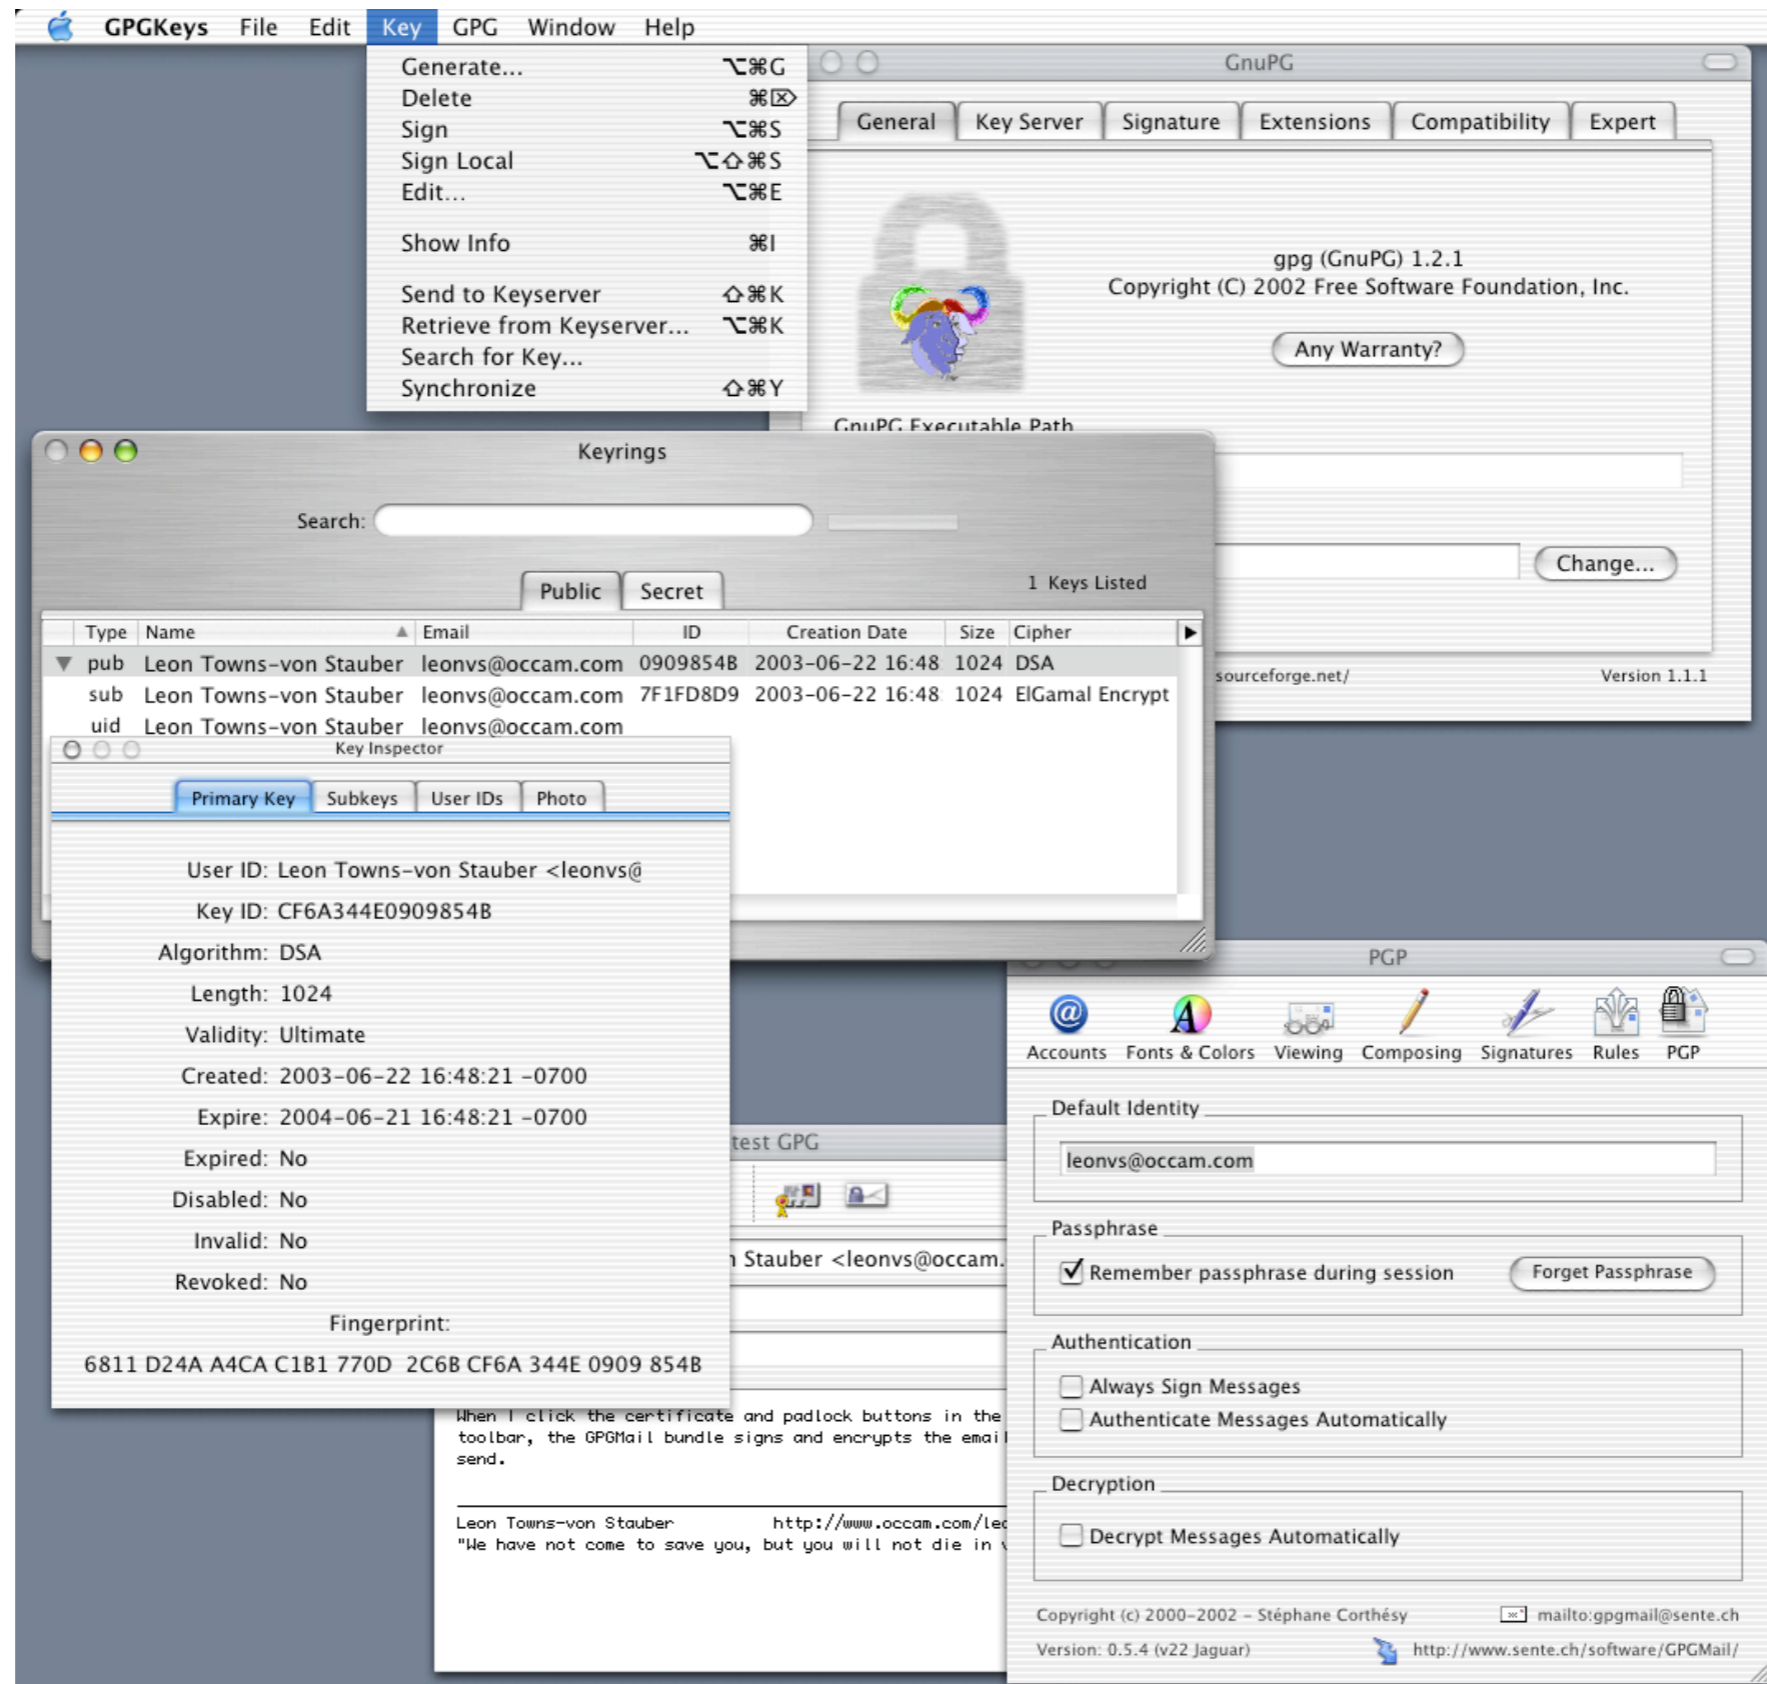 GPGKeys File Edit Key GPG Window Help
Generate... ⌥⌘G
Delete ⌘⌦
Sign ⌥⌘S
Sign Local ⌥⇧⌘S
Edit... ⌥⌘E
Show Info ⌘I
Send to Keyserver ⇧⌘K
Retrieve from Keyserver... ⌥⌘K
Search for Key...
Synchronize ⇧⌘Y
GnuPG
General Key Server Signature Extensions Compatibility Expert
gpg (GnuPG) 1.2.1
Copyright (C) 2002 Free Software Foundation, Inc.
Any Warranty?
GnuPG Executable Path
Change...
sourceforge.net/ Version 1.1.1
Keyrings
Search:
Public Secret 1 Keys Listed
Type Name Email ID Creation Date Size Cipher
pub Leon Towns-von Stauber leonvs@occam.com 0909854B 2003-06-22 16:48 1024 DSA
sub Leon Towns-von Stauber leonvs@occam.com 7F1FD8D9 2003-06-22 16:48 1024 ElGamal Encrypt
uid Leon Towns-von Stauber leonvs@occam.com
Key Inspector
Primary Key Subkeys User IDs Photo
User ID: Leon Towns-von Stauber <leonvs@
Key ID: CF6A344E0909854B
Algorithm: DSA
Length: 1024
Validity: Ultimate
Created: 2003-06-22 16:48:21 -0700
Expire: 2004-06-21 16:48:21 -0700
Expired: No
Disabled: No
Invalid: No
Revoked: No
Fingerprint:
6811 D24A A4CA C1B1 770D 2C6B CF6A 344E 0909 854B
test GPG
Stauber <leonvs@occam.
When I click the certificate and padlock buttons in the
toolbar, the GPGMail bundle signs and encrypts the email
send.
Leon Towns-von Stauber http://www.occam.com/leo
"We have not come to save you, but you will not die in
PGP
Accounts Fonts & Colors Viewing Composing Signatures Rules PGP
Default Identity
leonvs@occam.com
Passphrase
Remember passphrase during session Forget Passphrase
Authentication
Always Sign Messages
Authenticate Messages Automatically
Decryption
Decrypt Messages Automatically
Copyright (c) 2000-2002 - Stéphane Corthésy mailto:gpgmail@sente.ch
Version: 0.5.4 (v22 Jaguar) http://www.sente.ch/software/GPGMail/